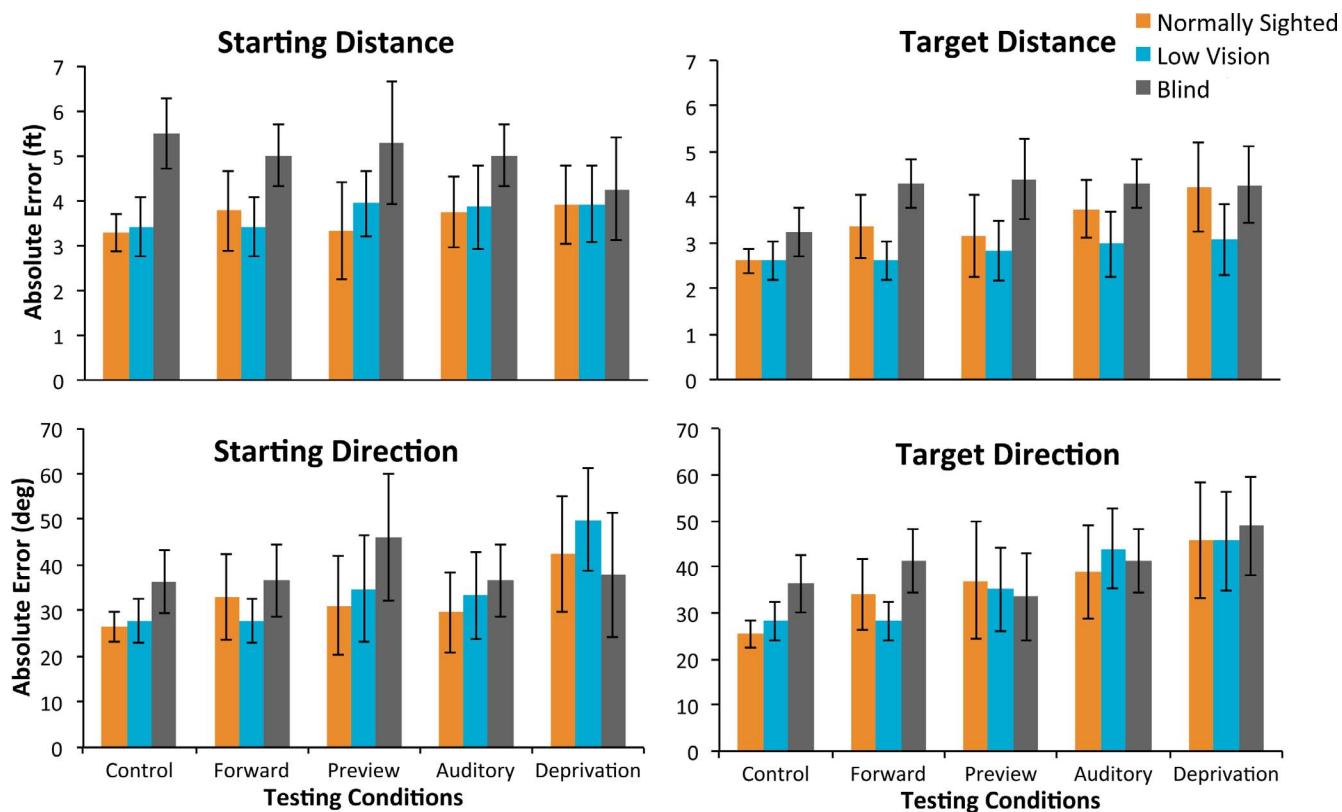 Starting Distance
Absolute Error (ft)
7
6
5
4
3
2
1
0
Target Distance
Normally Sighted
Low Vision
Blind
7
6
5
4
3
2
1
0
Starting Direction
Absolute Error (deg)
70
60
50
40
30
20
10
0
Control Forward Preview Auditory Deprivation
Testing Conditions
Target Direction
70
60
50
40
30
20
10
0
Control Forward Preview Auditory Deprivation
Testing Conditions